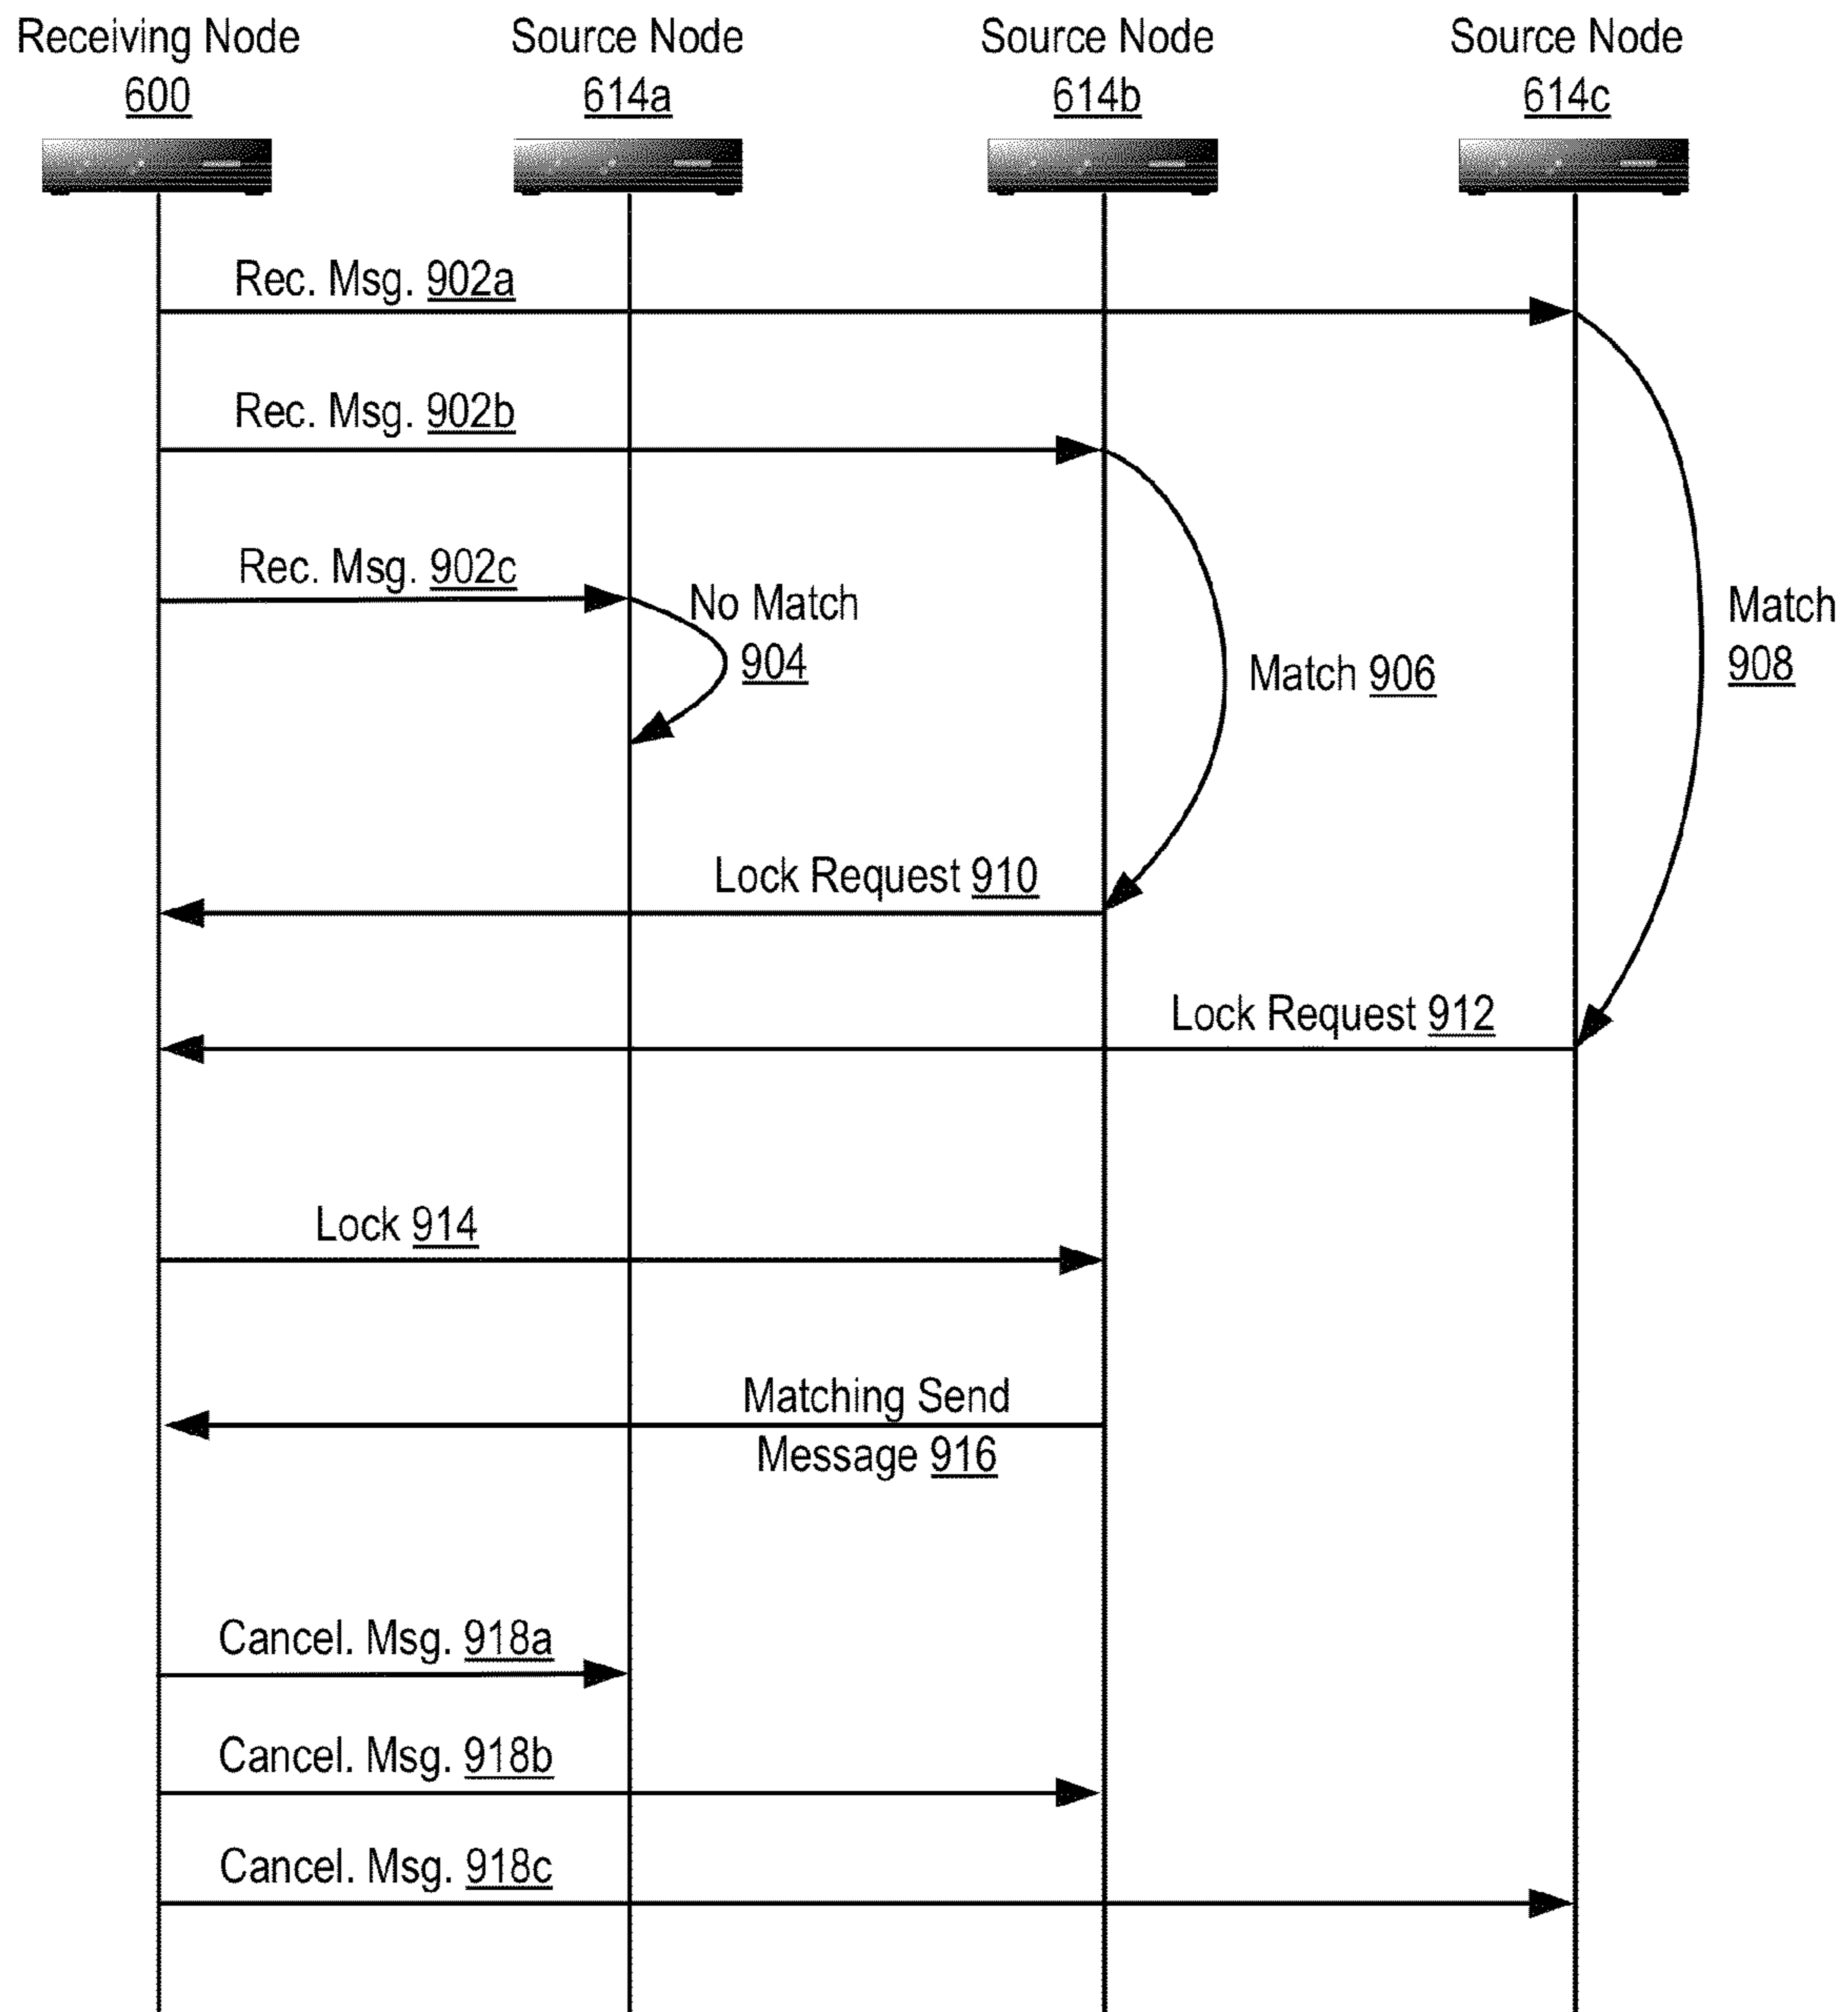 Receiving Node
600
Source Node
614a
Source Node
614b
Source Node
614c
Rec. Msg. 902a
Rec. Msg. 902b
Rec. Msg. 902c
No Match
904
Match 906
Match
908
Lock Request 910
Lock Request 912
Lock 914
Matching Send
Message 916
Cancel. Msg. 918a
Cancel. Msg. 918b
Cancel. Msg. 918c